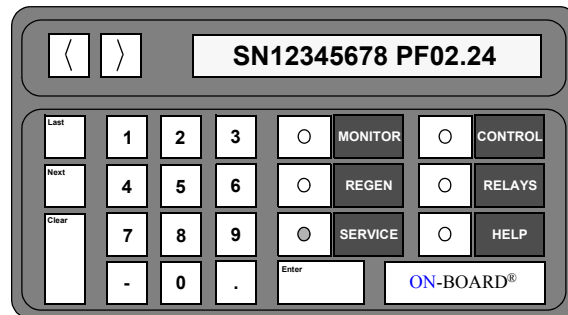 〈 〉 SN12345678 PF02.24
Last 1 2 3 MONITOR CONTROL
Next 4 5 6 REGEN RELAYS
Clear 7 8 9 SERVICE HELP
- 0 . Enter ON-BOARD®